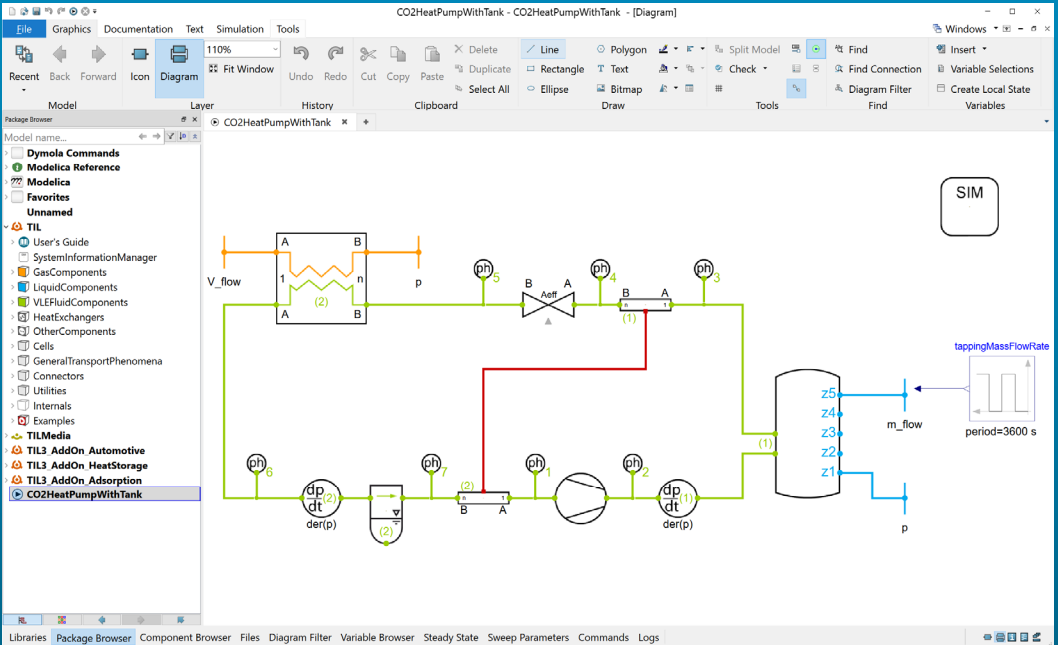 CO2HeatPumpWithTank - CO2HeatPumpWithTank - [Diagram]
File Graphics Documentation Text Simulation Tools Windows
110% Line Polygon Split Model Find Insert
Delete
Fit Window Duplicate Rectangle Text Check Find Connection Variable Selections
Recent Back Forward Icon Diagram Undo Redo Cut Copy Paste
Select All Ellipse Bitmap Diagram Filter Create Local State
Model Layer History Clipboard Draw Tools Find Variables
Package Browser
CO2HeatPumpWithTank
Model name...
Dymola Commands
Modelica Reference
Modelica
Favorites
Unnamed
TIL
User's Guide
SystemInformationManager
GasComponents
LiquidComponents
VLEFluidComponents
HeatExchangers
OtherComponents
Cells
GeneralTransportPhenomena
Connectors
Utilities
Internals
Examples
TILMedia
TIL3_AddOn_Automotive
TIL3_AddOn_HeatStorage
TIL3_AddOn_Adsorption
CO2HeatPumpWithTank
SIM
A B
V_flow 1 n p
(2)
A B
ph 5
B A
Aeff
ph 4
B A
n 1
(1)
ph 3
tappingMassFlowRate
period=3600 s
m_flow
z5
z4
z3
z2
z1
(1)
p
ph 6
dp
dt
(2)
der(p)
(2)
ph 7
(2)
n 1
B A
ph 1
ph 2
dp
dt
(1)
der(p)
Libraries Package Browser Component Browser Files Diagram Filter Variable Browser Steady State Sweep Parameters Commands Logs